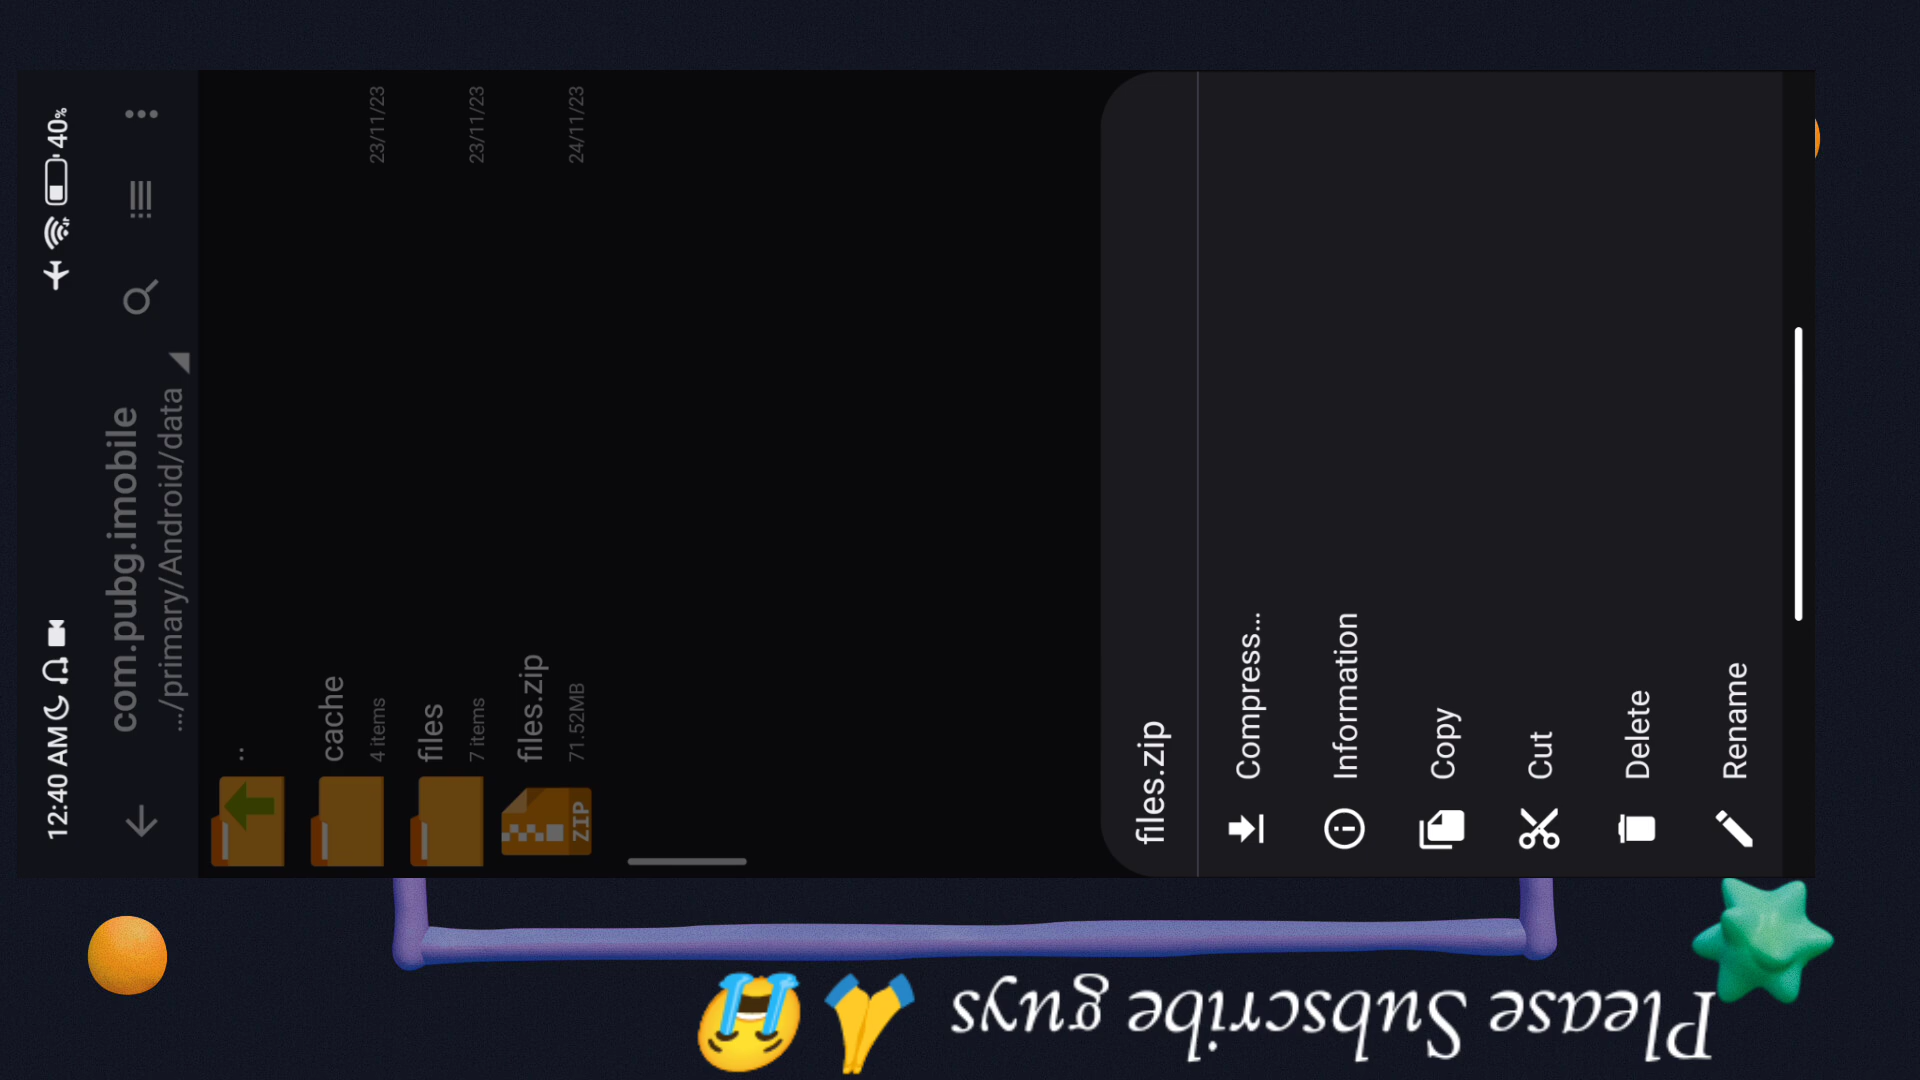 12:40 AM
40%
com.pubg.imobile
.../primary/Android/data
..
cache
4 items
23/11/23
files
7 items
23/11/23
files.zip
71.52MB
24/11/23
ZIP
files.zip
Compress...
Information
Copy
Cut
Delete
Rename
Please Subscribe guys